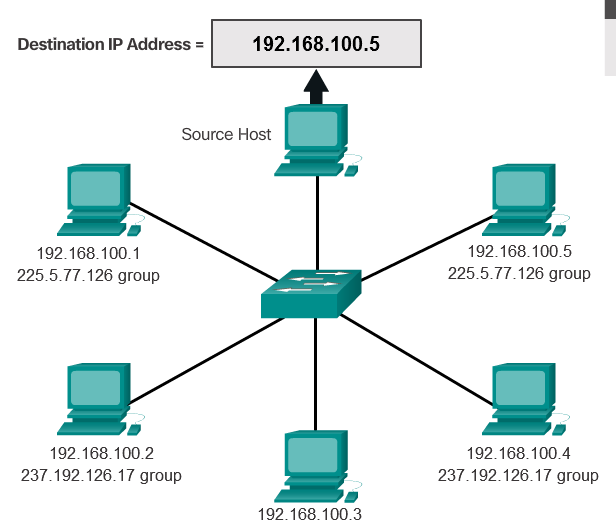 Destination IP Address =
192.168.100.5
Source Host
192.168.100.1
225.5.77.126 group
192.168.100.5
225.5.77.126 group
192.168.100.2
237.192.126.17 group
192.168.100.4
237.192.126.17 group
192.168.100.3